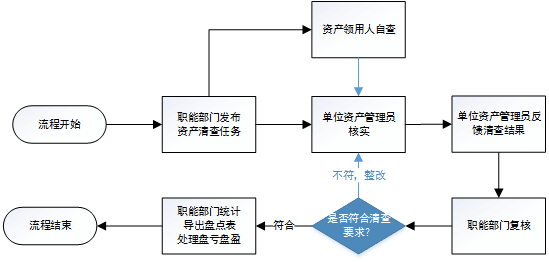 资产领用人自查
流程开始
职能部门发布
资产清查任务
单位资产管理员
核实
单位资产管理员反
馈清查结果
不符，整改
流程结束
职能部门统计
导出盘点表
处理盘亏盘盈
符合
是否符合清查
要求？
职能部门复核